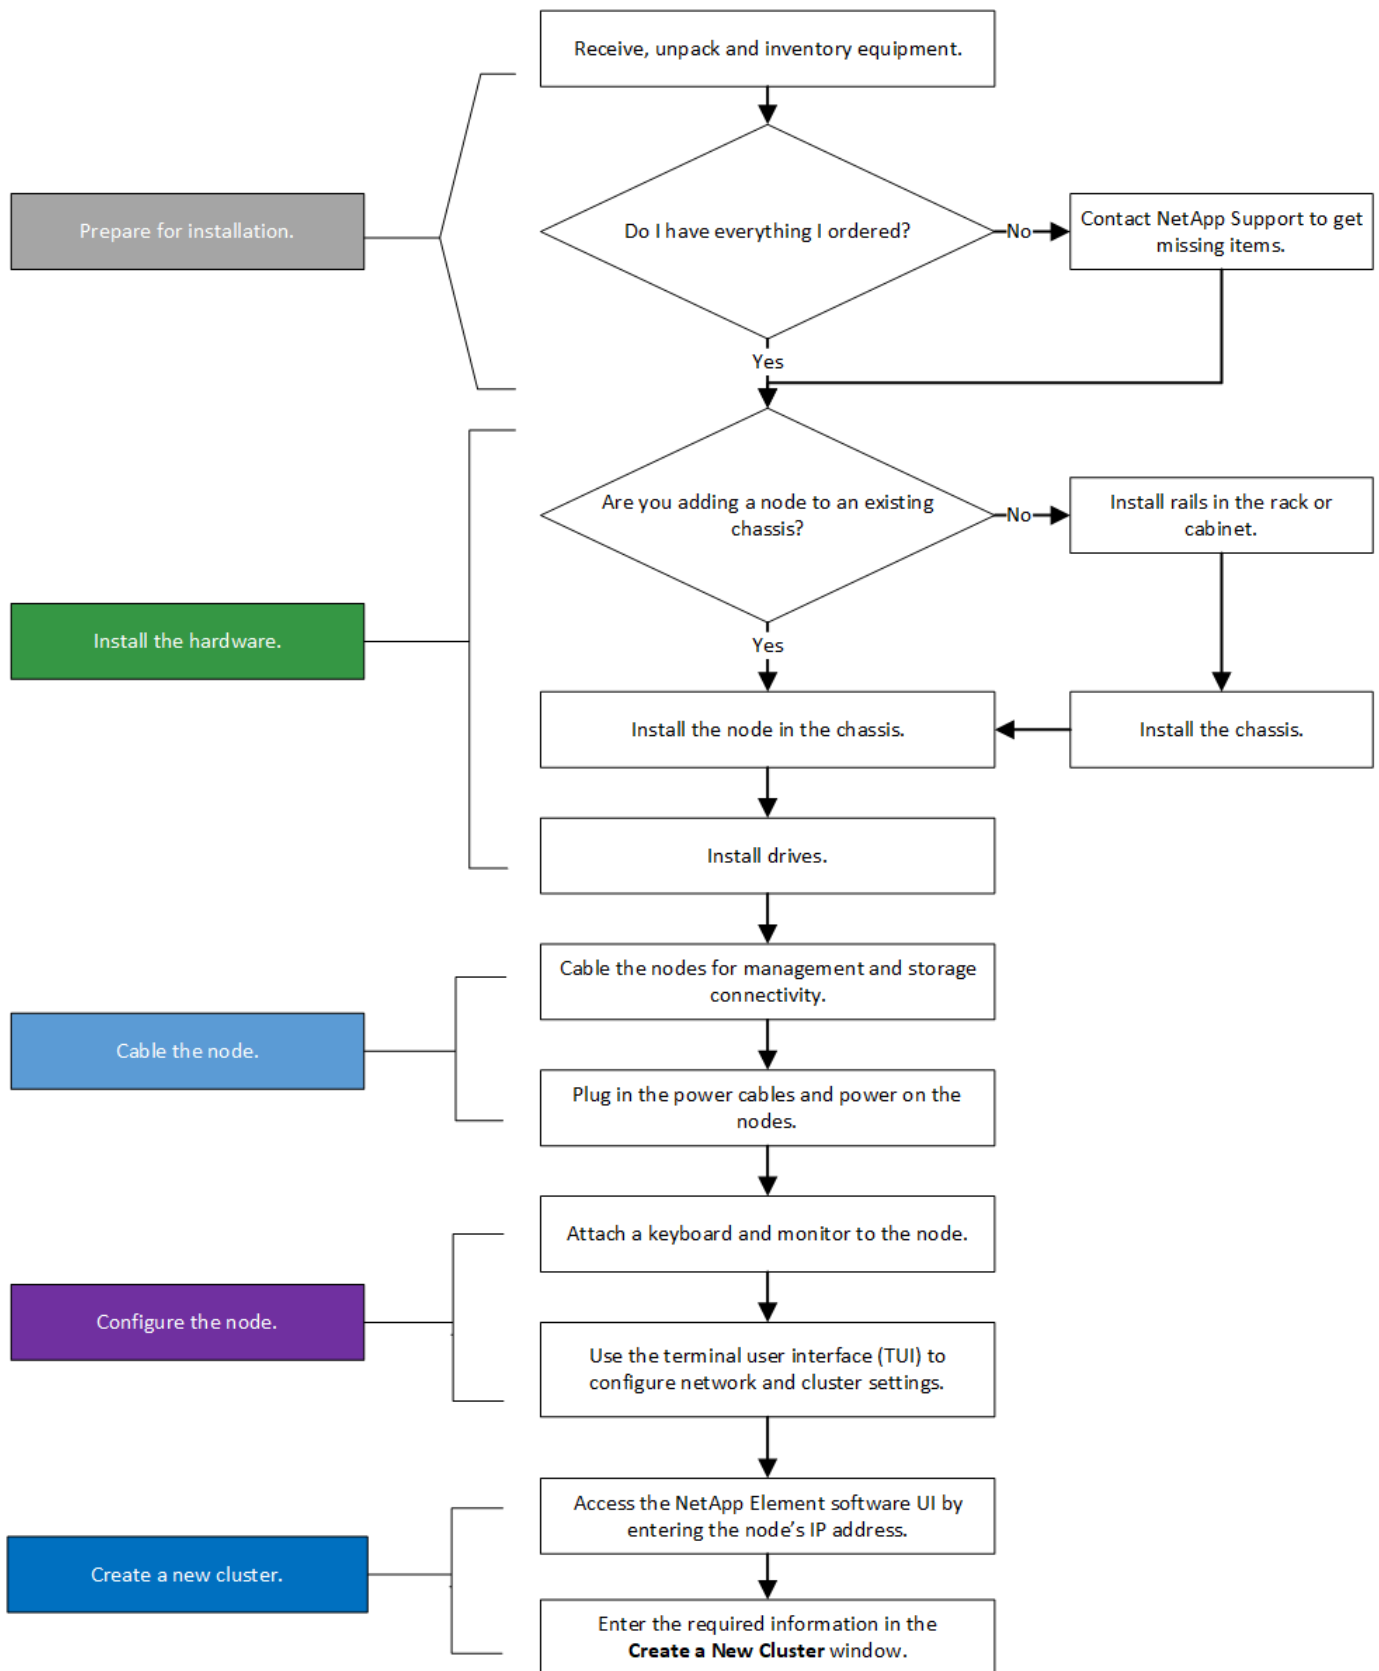 Receive, unpack and inventory equipment.
Prepare for installation.
Do I have everything I ordered?
No
Contact NetApp Support to get
missing items.
Yes
Are you adding a node to an existing
chassis?
No
Install rails in the rack or
cabinet.
Install the hardware.
Yes
Install the node in the chassis.
Install the chassis.
Install drives.
Cable the nodes for management and storage
connectivity.
Cable the node.
Plug in the power cables and power on the
nodes.
Attach a keyboard and monitor to the node.
Configure the node.
Use the terminal user interface (TUI) to
configure network and cluster settings.
Access the NetApp Element software UI by
entering the node’s IP address.
Create a new cluster.
Enter the required information in the
Create a New Cluster window.